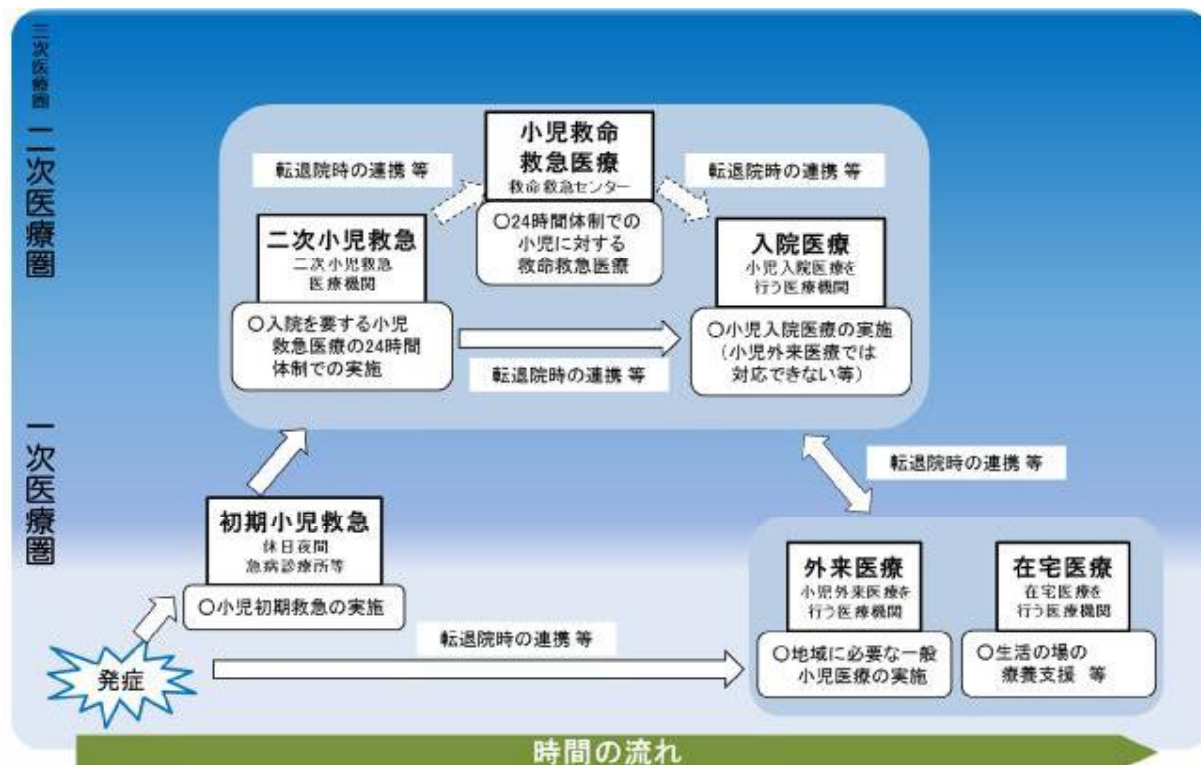 三次医療圏
二次医療圏
一次医療圏
小児救命
救急医療
救命救急センター
○24時間体制での
小児に対する
救命救急医療
転退院時の連携 等
転退院時の連携 等
二次小児救急
二次小児救急
医療機関
○入院を要する小児
救急医療の24時間
体制での実施
入院医療
小児入院医療を
行う医療機関
○小児入院医療の実施
(小児外来医療では
対応できない等)
転退院時の連携 等
転退院時の連携 等
初期小児救急
休日夜間
急病診療所等
○小児初期救急の実施
外来医療
小児外来医療を
行う医療機関
○地域に必要な一般
小児医療の実施
在宅医療
在宅医療を
行う医療機関
○生活の場の
療養支援 等
転退院時の連携 等
発症
時間の流れ